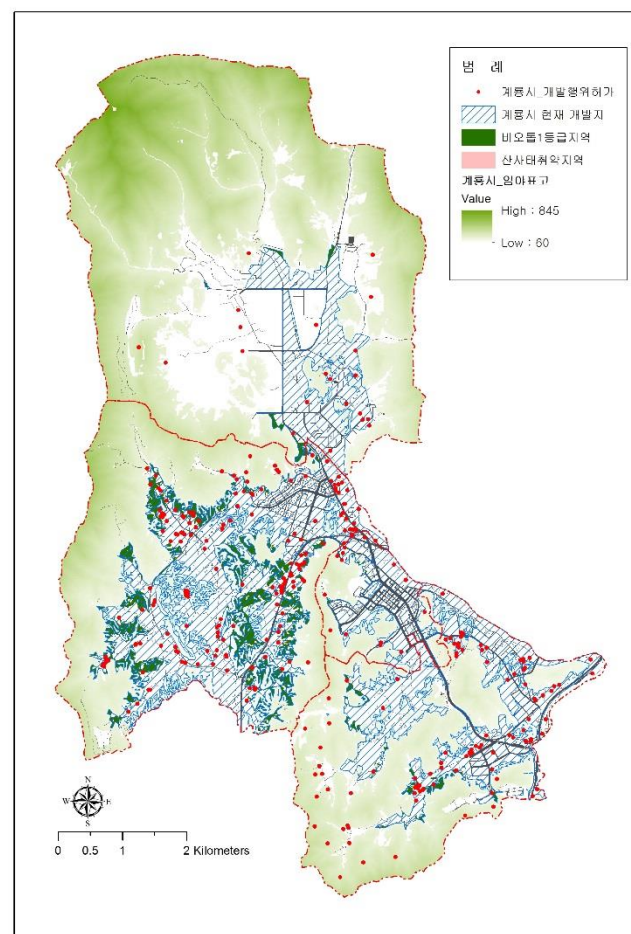 범 례
계룡시_개발행위허가
계룡시 현재 개발지
비오톱1등급지역
산사태취약지역
계룡시_임야표고
Value
High : 845
Low : 60
N
W E
S
0 0.5 1 2 Kilometers